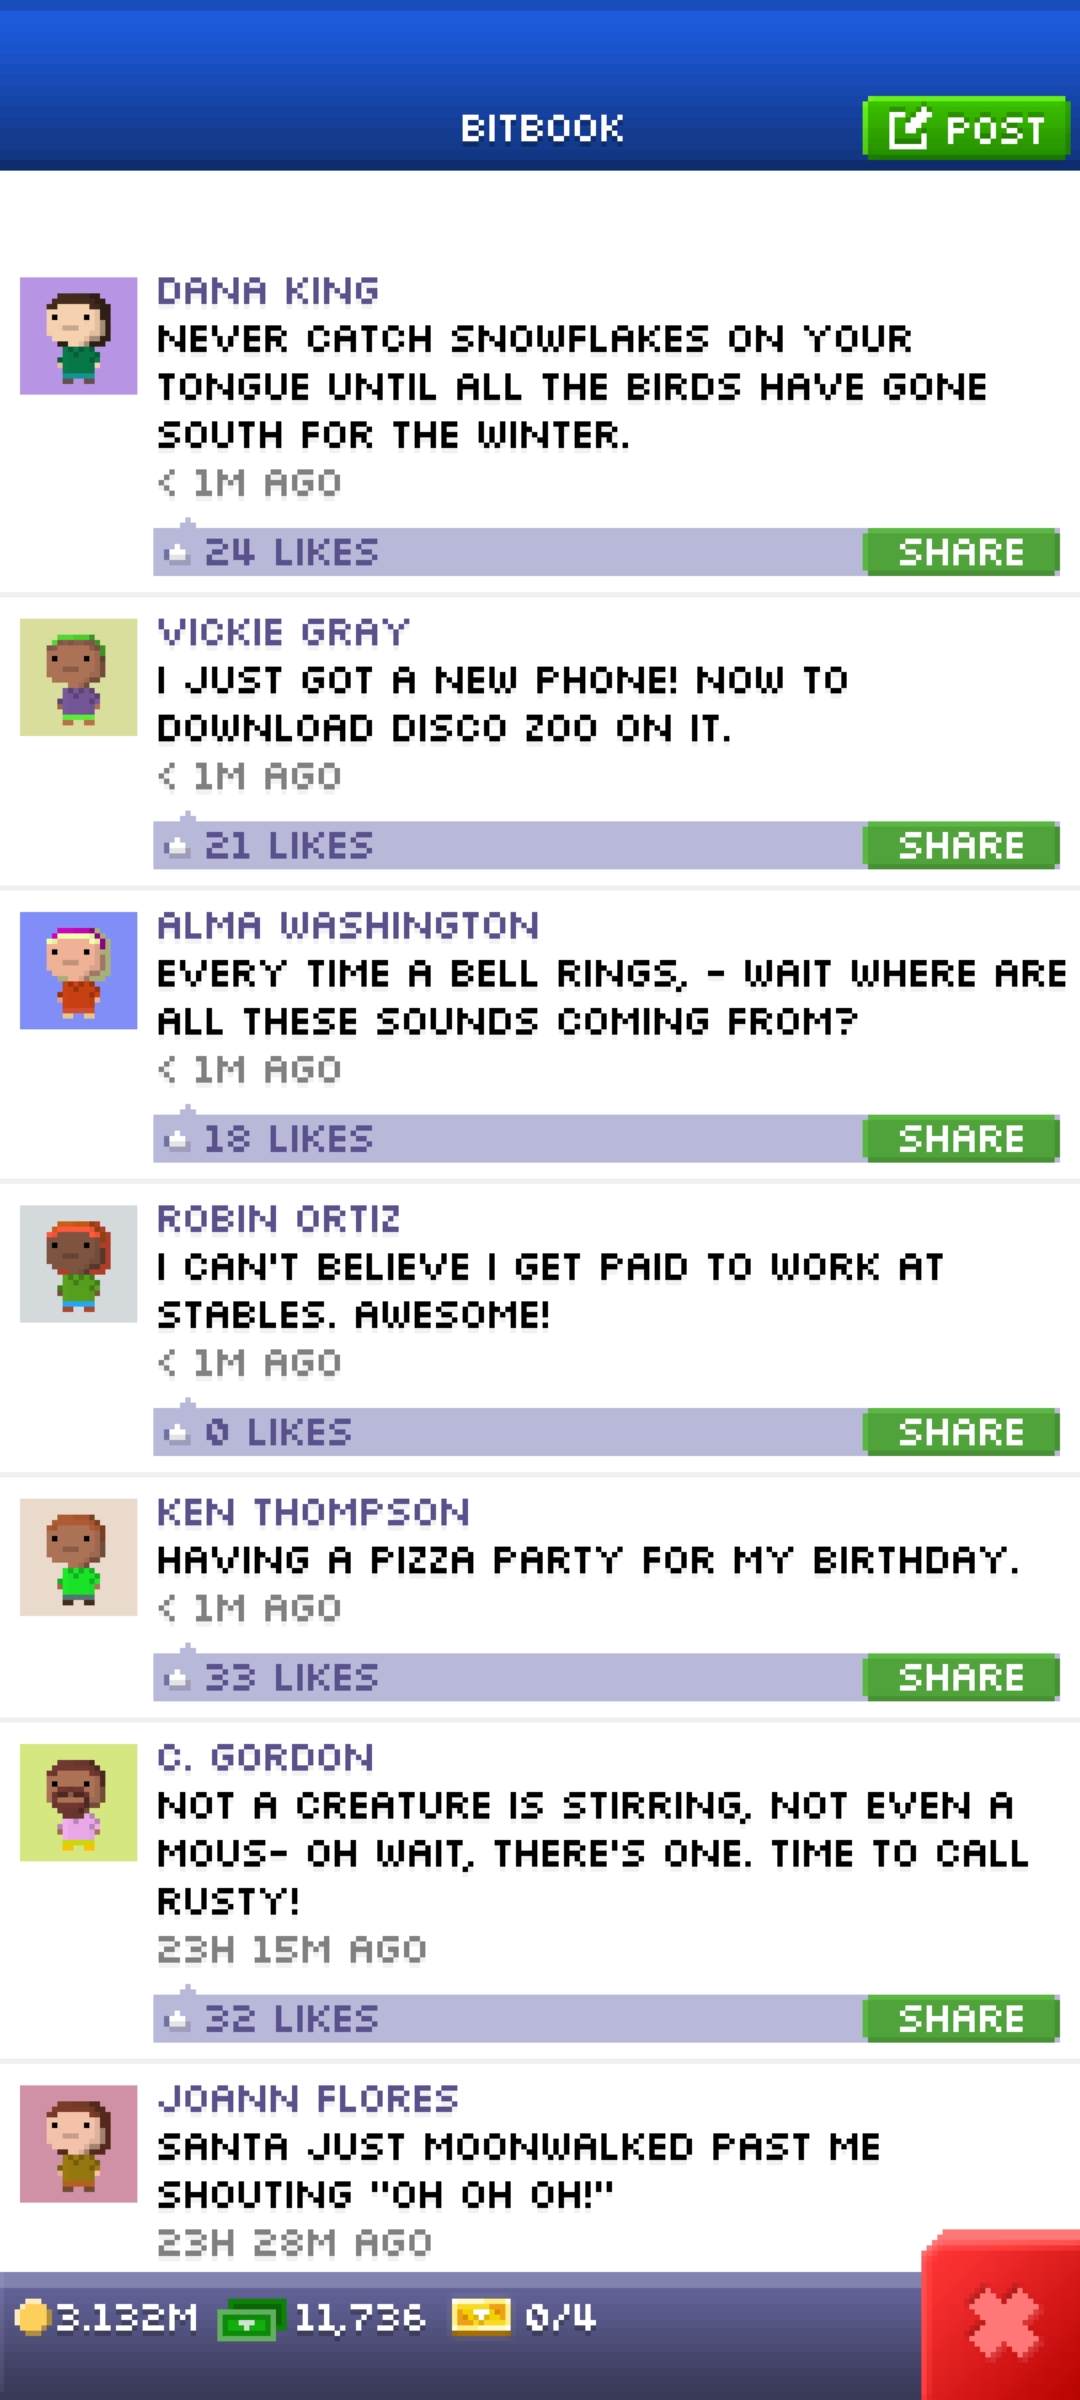 BITBOOK
POST
DANA KING
NEVER CATCH SNOWFLAKES ON YOUR
TONGUE UNTIL ALL THE BIRDS HAVE GONE
SOUTH FOR THE WINTER.
< 1M AGO
24 LIKES
SHARE
VICKIE GRAY
I JUST GOT A NEW PHONE! NOW TO
DOWNLOAD DISCO ZOO ON IT.
< 1M AGO
21 LIKES
SHARE
ALMA WASHINGTON
EVERY TIME A BELL RINGS, - WAIT WHERE ARE
ALL THESE SOUNDS COMING FROM?
< 1M AGO
18 LIKES
SHARE
ROBIN ORTIZ
I CAN'T BELIEVE I GET PAID TO WORK AT
STABLES. AWESOME!
< 1M AGO
0 LIKES
SHARE
KEN THOMPSON
HAVING A PIZZA PARTY FOR MY BIRTHDAY.
< 1M AGO
33 LIKES
SHARE
C. GORDON
NOT A CREATURE IS STIRRING, NOT EVEN A
MOUS- OH WAIT, THERE'S ONE. TIME TO CALL
RUSTY!
23H 15M AGO
32 LIKES
SHARE
JOANN FLORES
SANTA JUST MOONWALKED PAST ME
SHOUTING "OH OH OH!"
23H 28M AGO
3.132M 11,736 0/4